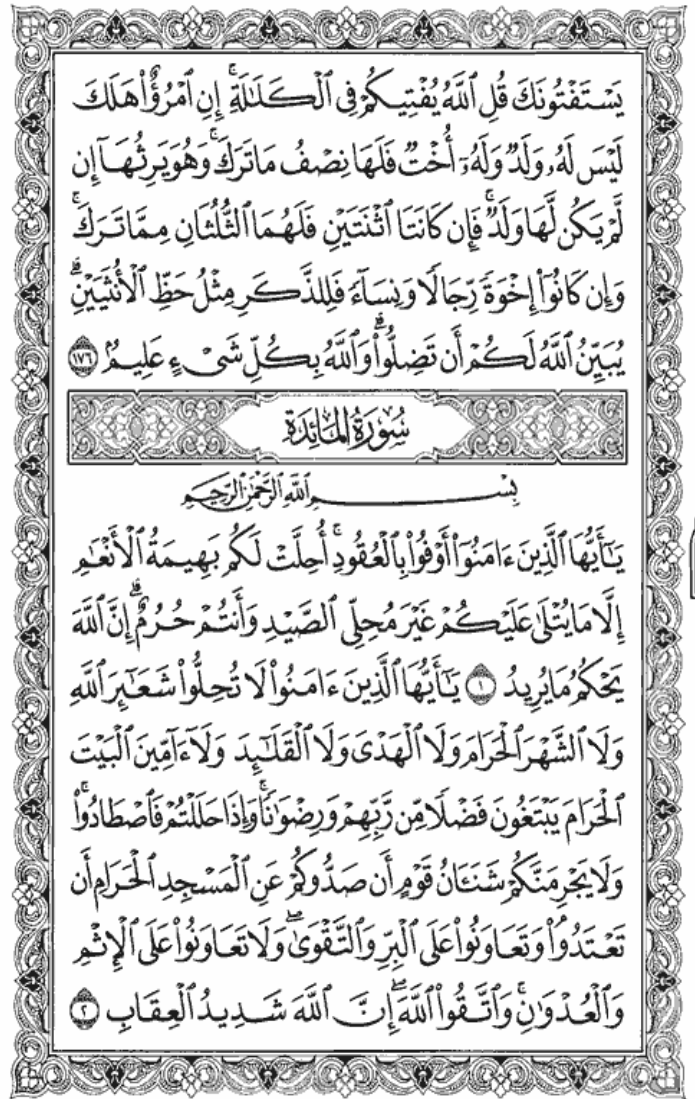 يَسْتَفْتُونَكَ قُلِ ٱللَّهُ يُفْتِيكُمْ فِى ٱلْكَلَٰلَةِ ۚ إِنِ ٱمْرُؤٌا۟ هَلَكَ
لَيْسَ لَهُۥ وَلَدٌ وَلَهُۥٓ أُخْتٌ فَلَهَا نِصْفُ مَا تَرَكَ ۚ وَهُوَ يَرِثُهَآ إِن
لَّمْ يَكُن لَّهَا وَلَدٌ ۚ فَإِن كَانَتَا ٱثْنَتَيْنِ فَلَهُمَا ٱلثُّلُثَانِ مِمَّا تَرَكَ ۚ
وَإِن كَانُوٓا۟ إِخْوَةً رِّجَالًا وَنِسَآءً فَلِلذَّكَرِ مِثْلُ حَظِّ ٱلْأُنثَيَيْنِ ۗ
يُبَيِّنُ ٱللَّهُ لَكُمْ أَن تَضِلُّوا۟ ۗ وَٱللَّهُ بِكُلِّ شَىْءٍ عَلِيمٌۢ ١٧٦
سُورَةُ المَائِدَةِ
بِسْمِ ٱللَّهِ ٱلرَّحْمَٰنِ ٱلرَّحِيمِ
يَٰٓأَيُّهَا ٱلَّذِينَ ءَامَنُوٓا۟ أَوْفُوا۟ بِٱلْعُقُودِ ۚ أُحِلَّتْ لَكُم بَهِيمَةُ ٱلْأَنْعَٰمِ
إِلَّا مَا يُتْلَىٰ عَلَيْكُمْ غَيْرَ مُحِلِّى ٱلصَّيْدِ وَأَنتُمْ حُرُمٌ ۗ إِنَّ ٱللَّهَ
يَحْكُمُ مَا يُرِيدُ ١ يَٰٓأَيُّهَا ٱلَّذِينَ ءَامَنُوا۟ لَا تُحِلُّوا۟ شَعَٰٓئِرَ ٱللَّهِ
وَلَا ٱلشَّهْرَ ٱلْحَرَامَ وَلَا ٱلْهَدْىَ وَلَا ٱلْقَلَٰٓئِدَ وَلَآ ءَآمِّينَ ٱلْبَيْتَ
ٱلْحَرَامَ يَبْتَغُونَ فَضْلًا مِّن رَّبِّهِمْ وَرِضْوَٰنًا ۚ وَإِذَا حَلَلْتُمْ فَٱصْطَادُوا۟ ۚ
وَلَا يَجْرِمَنَّكُمْ شَنَـَٔانُ قَوْمٍ أَن صَدُّوكُمْ عَنِ ٱلْمَسْجِدِ ٱلْحَرَامِ أَن
تَعْتَدُوا۟ ۘ وَتَعَاوَنُوا۟ عَلَى ٱلْبِرِّ وَٱلتَّقْوَىٰ ۖ وَلَا تَعَاوَنُوا۟ عَلَى ٱلْإِثْمِ
وَٱلْعُدْوَٰنِ ۚ وَٱتَّقُوا۟ ٱللَّهَ ۖ إِنَّ ٱللَّهَ شَدِيدُ ٱلْعِقَابِ ٢